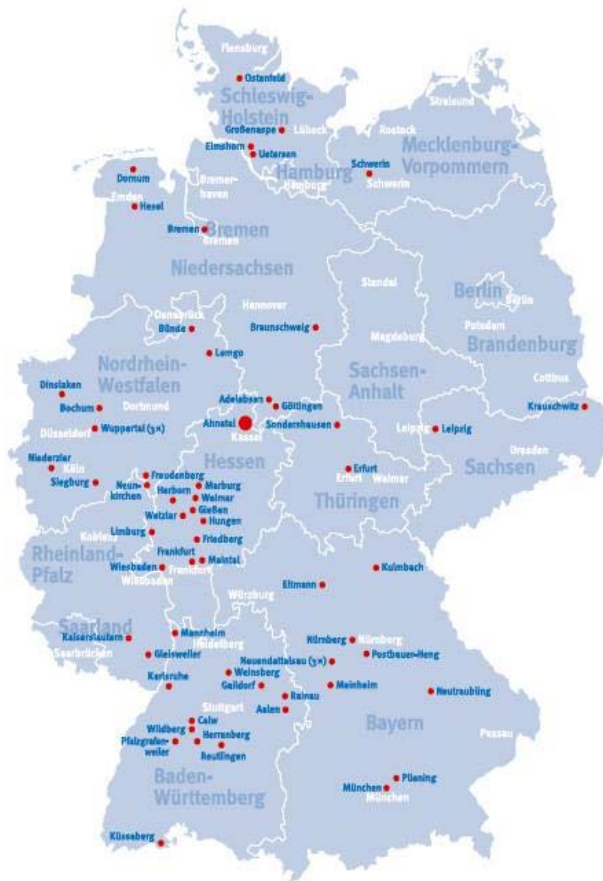 Flensburg
Ostenfeld
Schleswig-
Holstein
Stralsund
Großenaspe
Lübeck
Rostock
Mecklenburg-
Vorpommern
Elmshorn
Uetersen
Hamburg
Hamburg
Schwerin
Schwerin
Dornum
Emden
Hesel
Bremer-
haven
Bremen
Bremen
Bremen
Niedersachsen
Stendal
Berlin
Berlin
Potsdam
Brandenburg
Hannover
Osnabrück
Bünde
Braunschweig
Magdeburg
Lemgo
Nordrhein-
Westfalen
Sachsen-
Anhalt
Cottbus
Dinslaken
Bochum
Dortmund
Adelebsen
Göttingen
Krauschwitz
Düsseldorf
Wuppertal (3×)
Ahnatal
Kassel
Sondershausen
Leipzig
Leipzig
Dresden
Sachsen
Niederzier
Köln
Siegburg
Freudenberg
Neun-
kirchen
Hessen
Herborn
Marburg
Weimar
Erfurt
Erfurt
Weimar
Thüringen
Wetzlar
Gießen
Hungen
Koblenz
Limburg
Friedberg
Rheinland-
Pfalz
Frankfurt
Maintal
Wiesbaden
Frankfurt
Wiesbaden
Kulmbach
Eltmann
Würzburg
Saarland
Kaiserslautern
Mannheim
Heidelberg
Nürnberg
Nürnberg
Saarbrücken
Gleisweiler
Postbauer-Heng
Neuendettelsau (3×)
Karlsruhe
Weinsberg
Gaildorf
Meinheim
Neutraubling
Rainau
Stuttgart
Aalen
Bayern
Calw
Wildberg
Pfalzgrafen-
weiler
Herrenberg
Reutlingen
Passau
Baden-
Württemberg
Pliening
München
München
Küssaberg